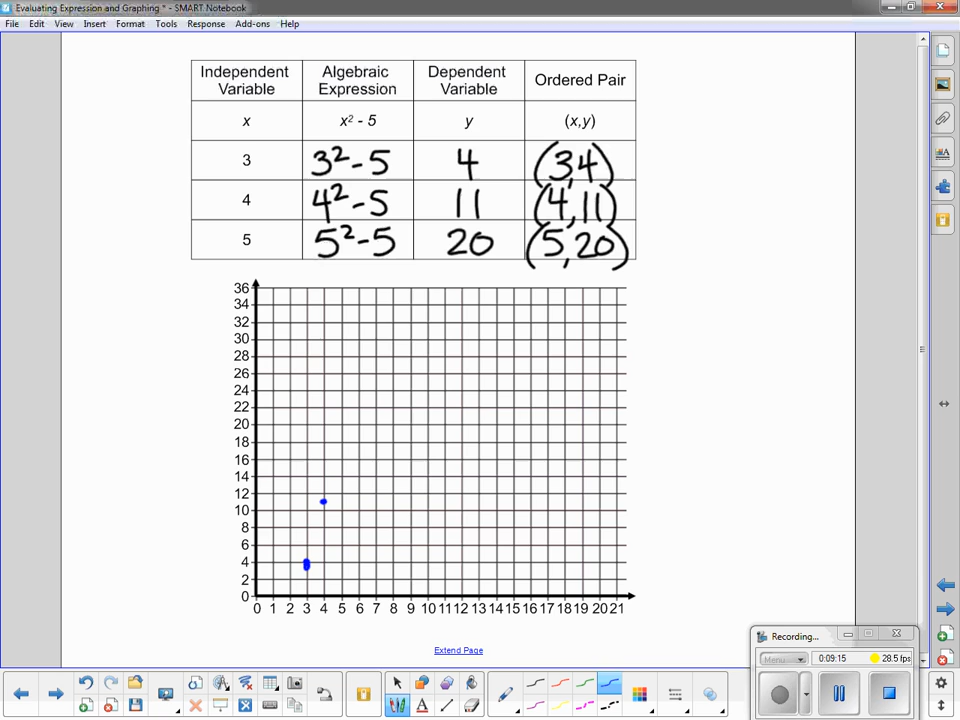 Evaluating Expression and Graphing * - SMART Notebook
File Edit View Insert Format Tools Response Add-ons Help
Independent Variable Algebraic Expression Dependent Variable Ordered Pair
x x² - 5 y (x,y)
3 3²-5 4 (3,4)
4 4²-5 11 (4,11)
5 5²-5 20 (5,20)
36
34
32
30
28
26
24
22
20
18
16
14
12
10
8
6
4
2
0
0 1 2 3 4 5 6 7 8 9 10 11 12 13 14 15 16 17 18 19 20 21
Extend Page
Recording...
Menu 0:09:15 28.5 fps